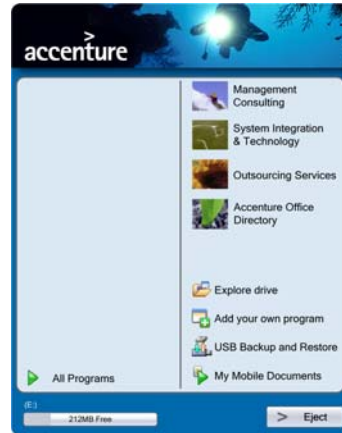 >
accenture
Management
Consulting
System Integration
& Technology
Outsourcing Services
Accenture Office
Directory
Explore drive
Add your own program
USB Backup and Restore
My Mobile Documents
All Programs
(E:)
212MB Free
> Eject